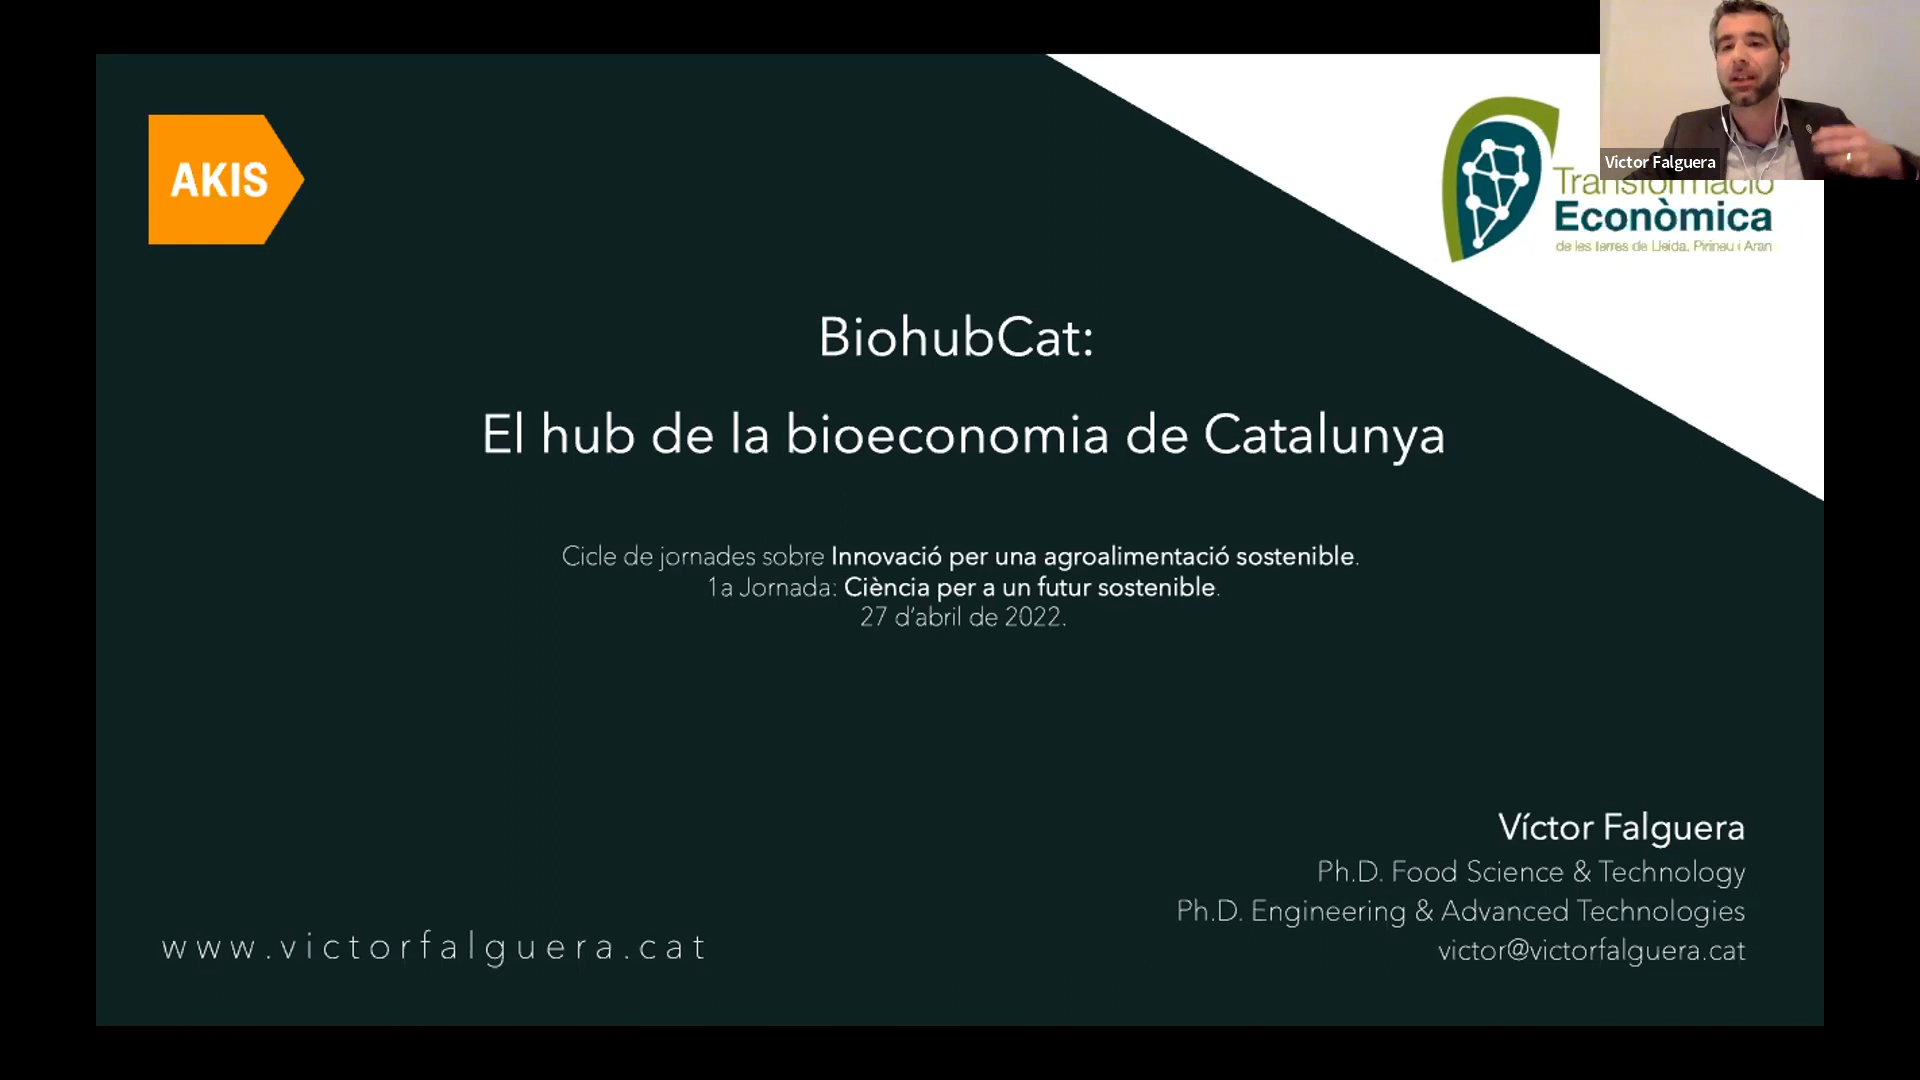 AKIS
Victor Falguera
Transformació
Econòmica
de les terres de Lleida, Pirineu i Aran
BiohubCat:
El hub de la bioeconomia de Catalunya
Cicle de jornades sobre Innovació per una agroalimentació sostenible.
1a Jornada: Ciència per a un futur sostenible.
27 d'abril de 2022.
Víctor Falguera
Ph.D. Food Science & Technology
Ph.D. Engineering & Advanced Technologies
victor@victorfalguera.cat
www.victorfalguera.cat